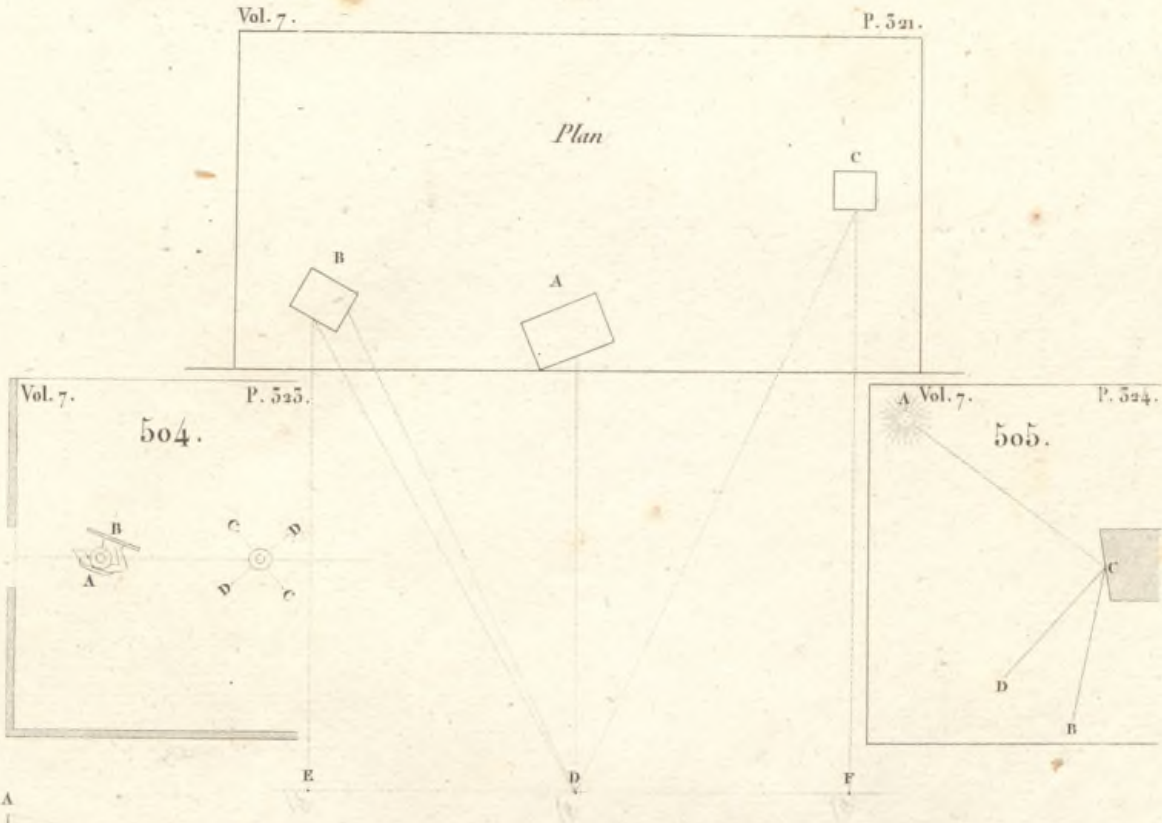 Vol. 7. P. 321.
Plan
C
B
A
Vol. 7. P. 323.
504.
B C D
A D C
A Vol. 7. P. 324.
505.
C
D
B
E D F
A